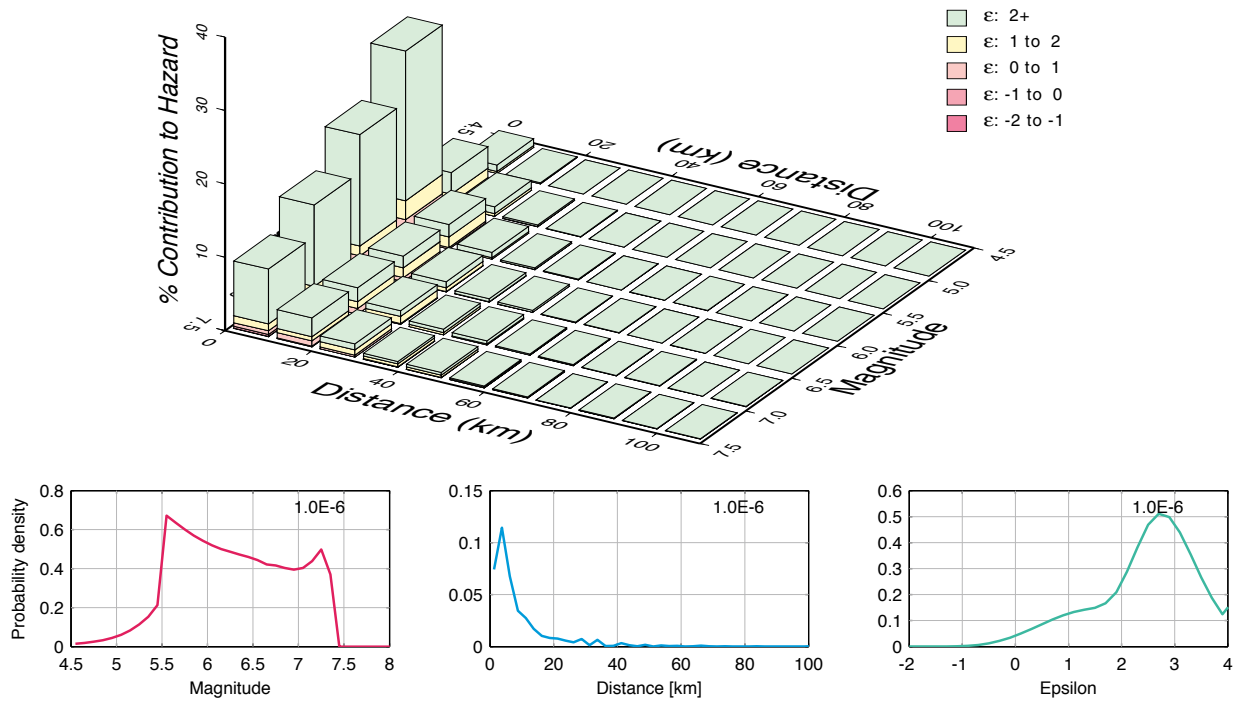 % Contribution to Hazard
40
30
20
10
ε: 2+
ε: 1 to 2
ε: 0 to 1
ε: -1 to 0
ε: -2 to -1
4.5
0
20
40
60
80
100
Distance (km)
4.5
5.0
5.5
6.0
6.5
7.0
7.5
Magnitude
7.5
0
20
40
60
80
100
Distance (km)
Probability density
0.8
0.6
0.4
0.2
0
1.0E-6
4.5 5 5.5 6 6.5 7 7.5 8
Magnitude
0.15
0.1
0.05
0
1.0E-6
0 20 40 60 80 100
Distance [km]
0.6
0.5
0.4
0.3
0.2
0.1
0
1.0E-6
-2 -1 0 1 2 3 4
Epsilon